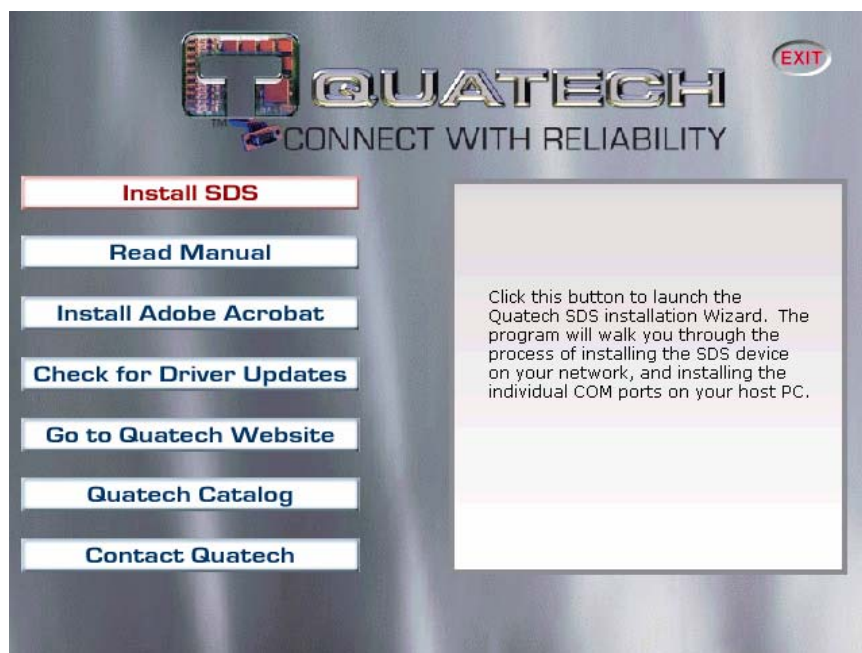 QUATECH
EXIT
TM
CONNECT WITH RELIABILITY
Install SDS
Read Manual
Install Adobe Acrobat
Check for Driver Updates
Go to Quatech Website
Quatech Catalog
Contact Quatech
Click this button to launch the
Quatech SDS installation Wizard.  The
program will walk you through the
process of installing the SDS device
on your network, and installing the
individual COM ports on your host PC.